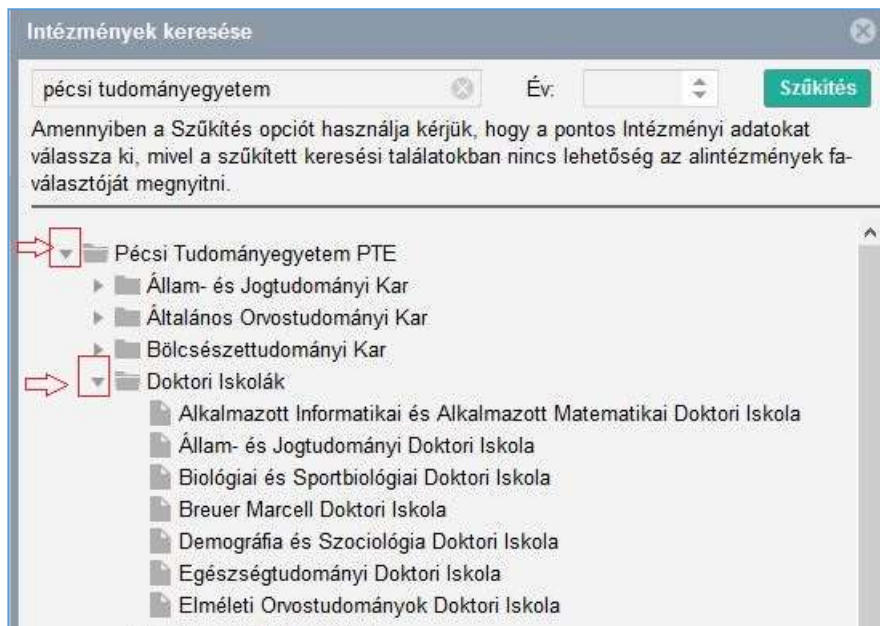 Intézmények keresése
pécsi tudományegyetem Év: Szűkítés
Amennyiben a Szűkítés opciót használja kérjük, hogy a pontos Intézményi adatokat
válassza ki, mivel a szűkített keresési találatokban nincs lehetőség az alintézmények fa-
választóját megnyitni.
Pécsi Tudományegyetem PTE
Állam- és Jogtudományi Kar
Általános Orvostudományi Kar
Bölcsészettudományi Kar
Doktori Iskolák
Alkalmazott Informatikai és Alkalmazott Matematikai Doktori Iskola
Állam- és Jogtudományi Doktori Iskola
Biológiai és Sportbiológiai Doktori Iskola
Breuer Marcell Doktori Iskola
Demográfia és Szociológia Doktori Iskola
Egészségtudományi Doktori Iskola
Elméleti Orvostudományok Doktori Iskola